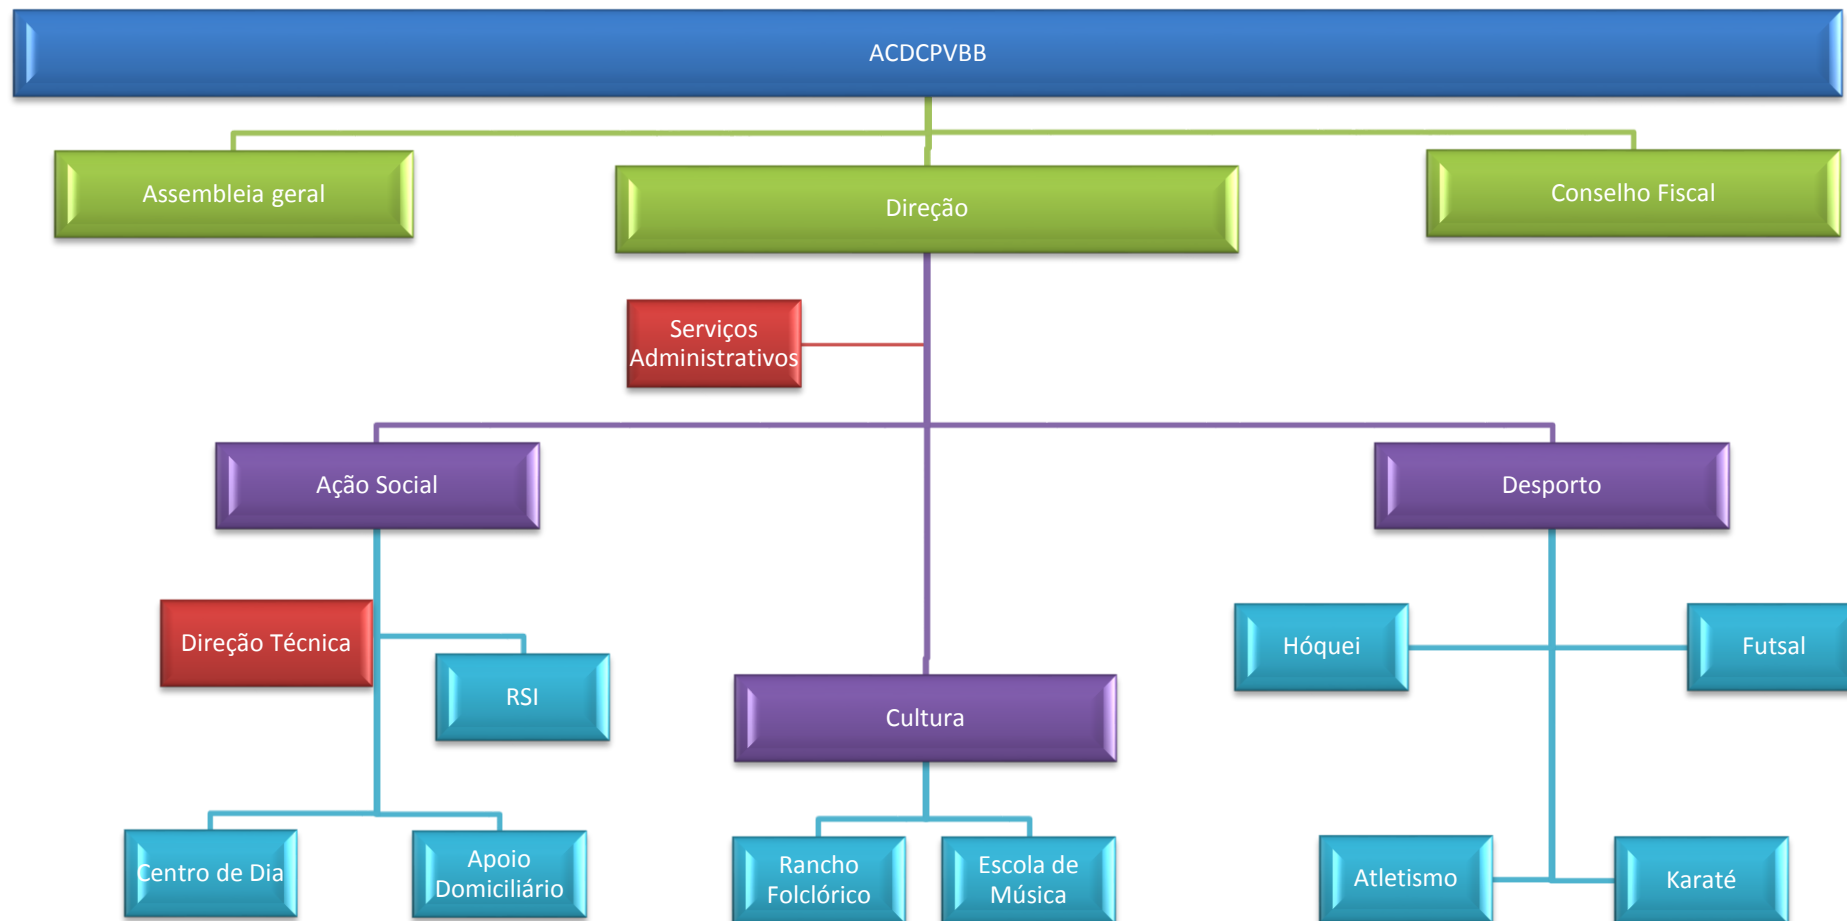 ACDCPVBB
Assembleia geral
Direção
Conselho Fiscal
Serviços
Administrativos
Ação Social
Desporto
Direção Técnica
RSI
Hóquei
Futsal
Cultura
Centro de Dia
Apoio
Domiciliário
Rancho
Folclórico
Escola de
Música
Atletismo
Karaté